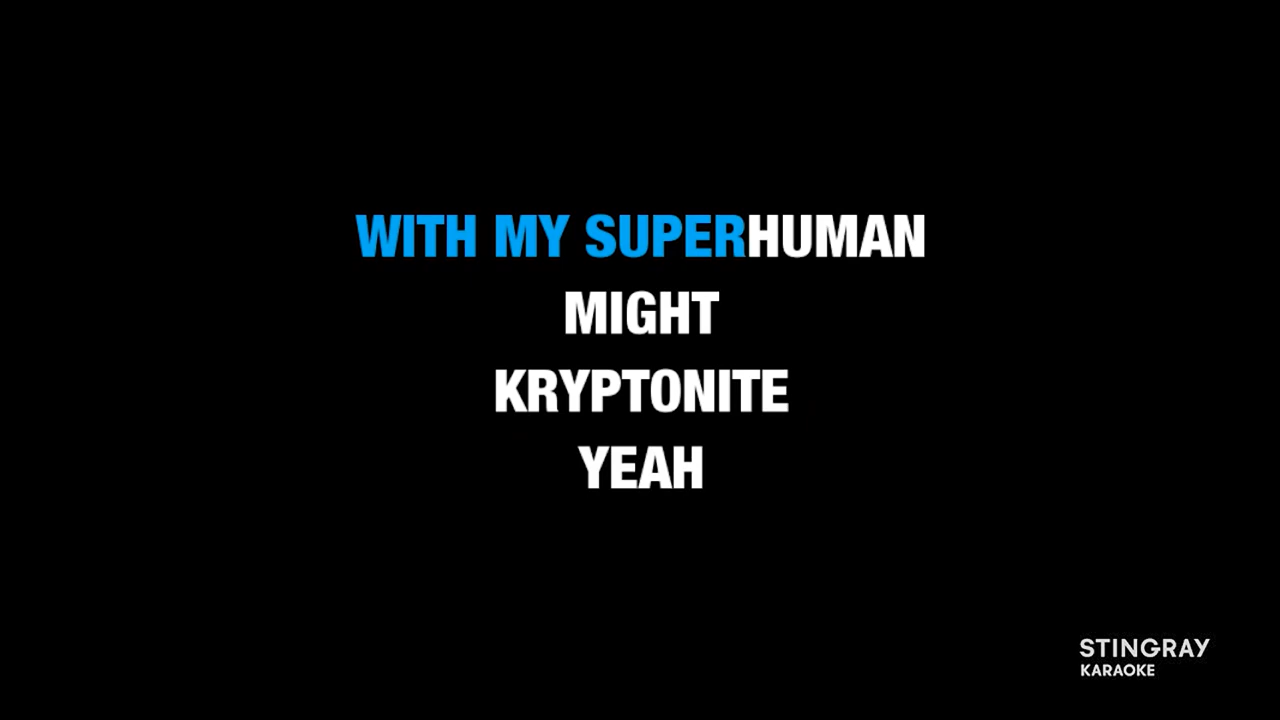 WITH MY SUPERHUMAN
MIGHT
KRYPTONITE
YEAH
STINGRAY
KARAOKE